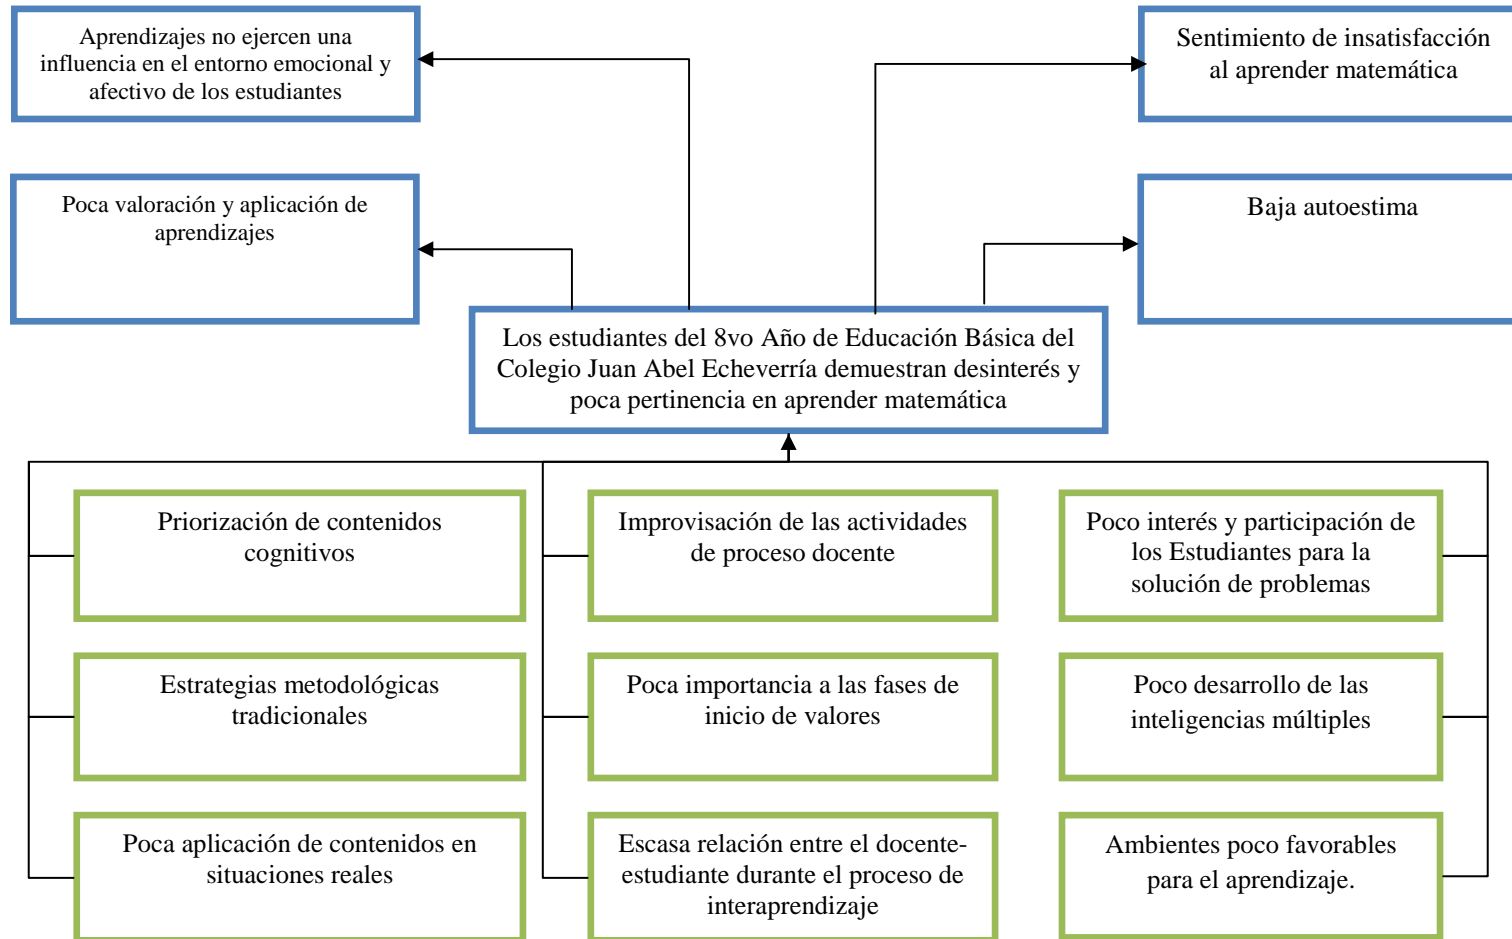 Aprendizajes no ejercen una
influencia en el entorno emocional y
afectivo de los estudiantes
Sentimiento de insatisfacción
al aprender matemática
Poca valoración y aplicación de
aprendizajes
Baja autoestima
Los estudiantes del 8vo Año de Educación Básica del
Colegio Juan Abel Echeverría demuestran desinterés y
poca pertinencia en aprender matemática
Priorización de contenidos
cognitivos
Improvisación de las actividades
de proceso docente
Poco interés y participación de
los Estudiantes para la
solución de problemas
Estrategias metodológicas
tradicionales
Poca importancia a las fases de
inicio de valores
Poco desarrollo de las
inteligencias múltiples
Poca aplicación de contenidos en
situaciones reales
Escasa relación entre el docente-
estudiante durante el proceso de
interaprendizaje
Ambientes poco favorables
para el aprendizaje.